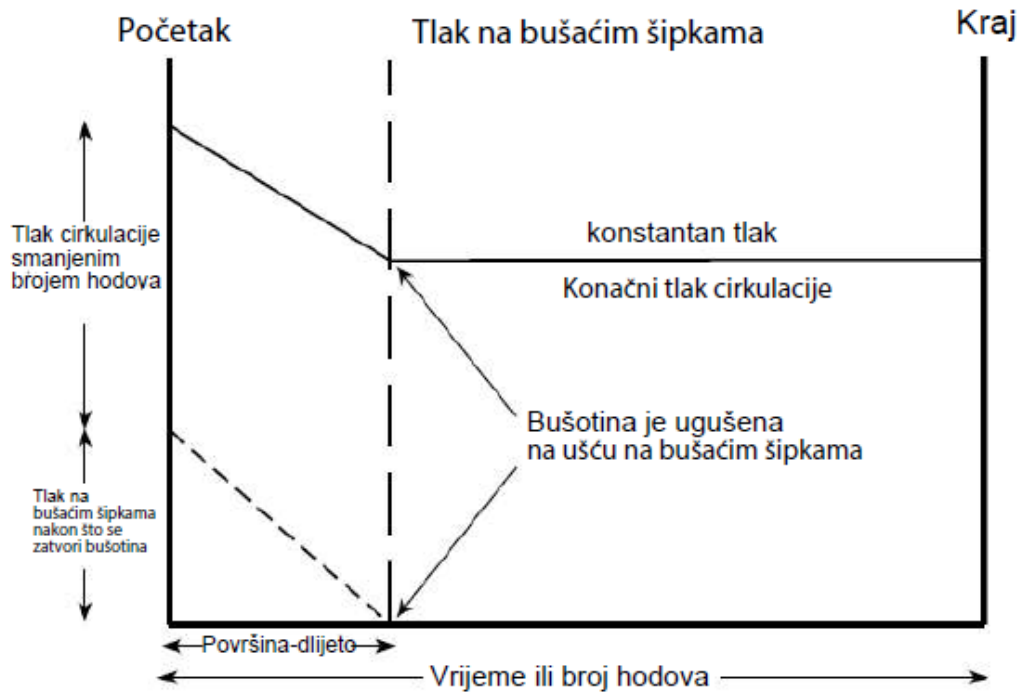 Početak
Tlak na bušaćim šipkama
Kraj
Tlak cirkulacije
smanjenim
brojem hodova
konstantan tlak
Konačni tlak cirkulacije
Bušotina je ugušena
na ušću na bušaćim šipkama
Tlak na
bušaćim šipkama
nakon što se
zatvori bušotina
Površina-dlijeto
Vrijeme ili broj hodova